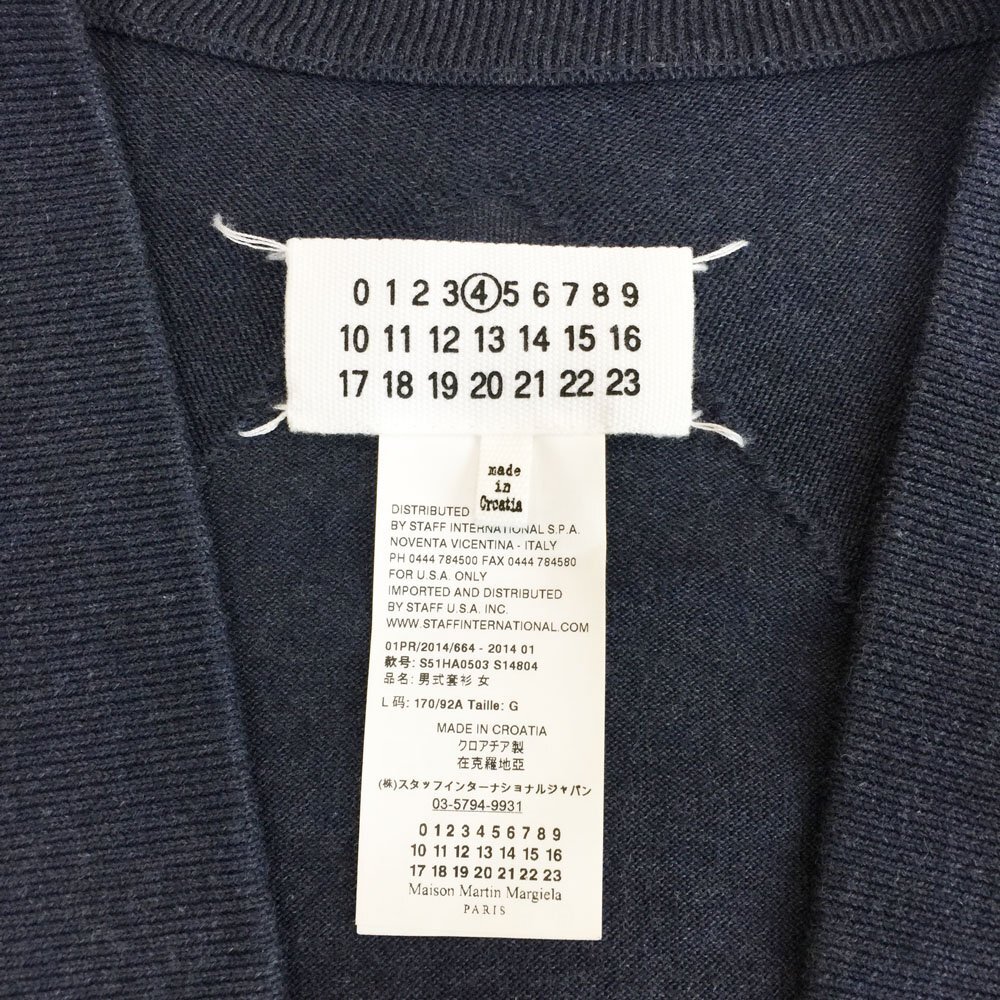 0 1 2 3 4 5 6 7 8 9
10 11 12 13 14 15 16
17 18 19 20 21 22 23
made
in
Croatia
DISTRIBUTED
BY STAFF INTERNATIONAL S.P.A.
NOVENTA VICENTINA - ITALY
PH 0444 784500 FAX 0444 784580
FOR U.S.A. ONLY
IMPORTED AND DISTRIBUTED
BY STAFF U.S.A. INC.
WWW.STAFFINTERNATIONAL.COM
01PR/2014/664 - 2014 01
款号: S51HA0503 S14804
品名: 男式套衫 女
L 码: 170/92A Taille: G
MADE IN CROATIA
クロアチア製
在克羅地亞
(株)スタッフインターナショナルジャパン
03-5794-9931
0 1 2 3 4 5 6 7 8 9
10 11 12 13 14 15 16
17 18 19 20 21 22 23
Maison Martin Margiela
PARIS